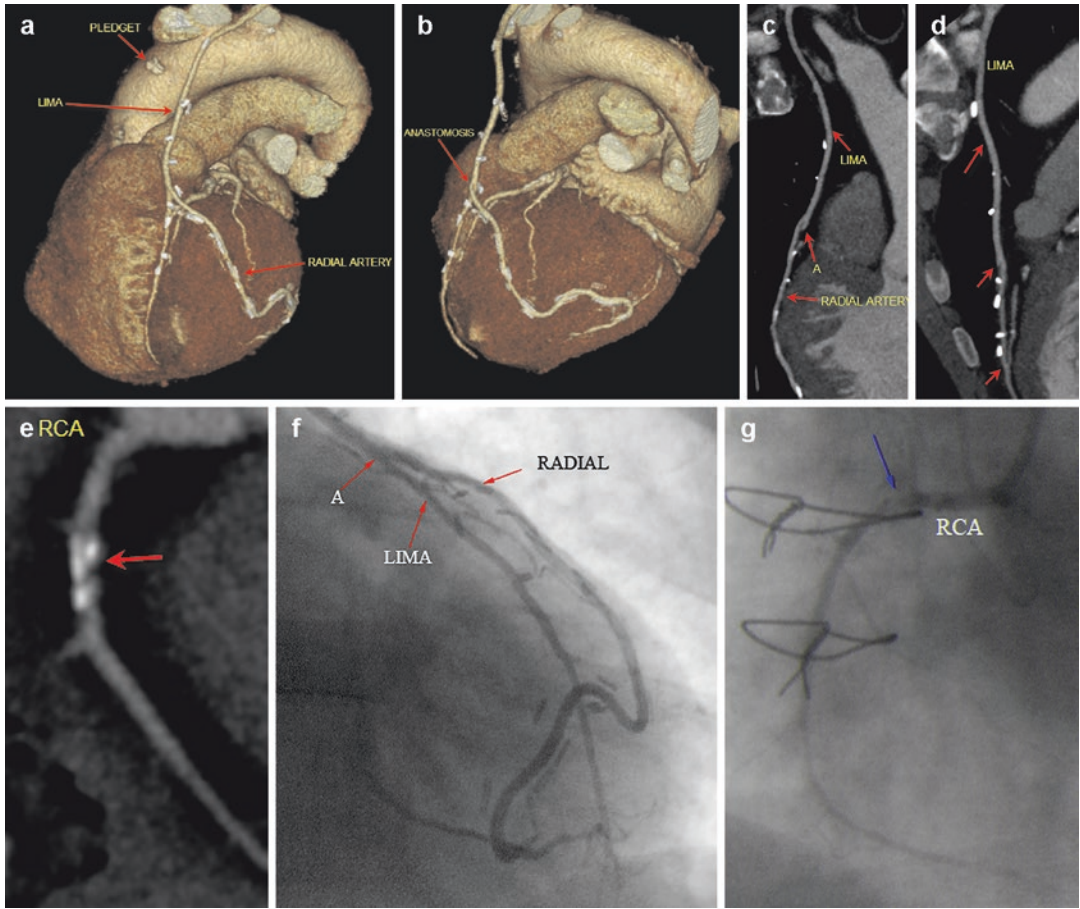 a
PLEDGET
LIMA
RADIAL ARTERY
b
ANASTOMOSIS
c
LIMA
A
RADIAL ARTERY
d
LIMA
e RCA
f
RADIAL
A
LIMA
g
RCA